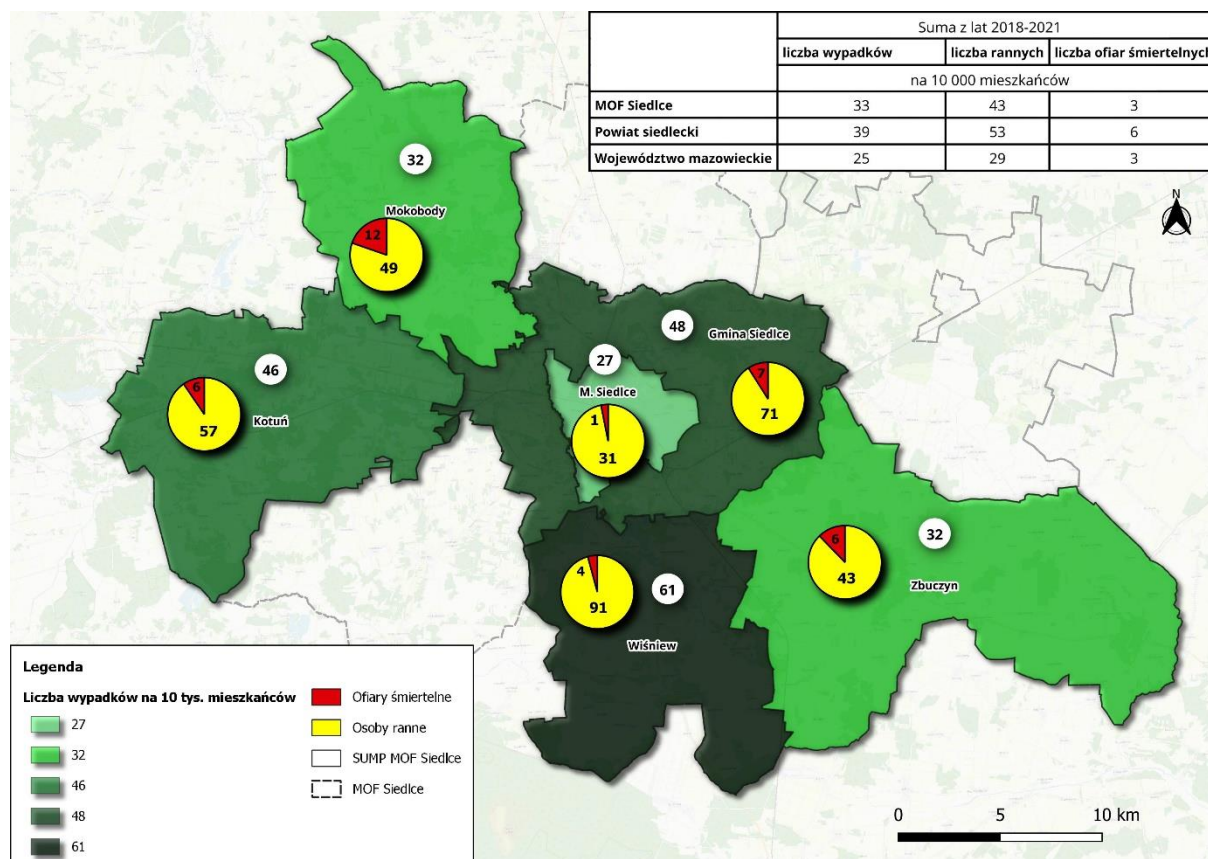 Suma z lat 2018-2021
liczba wypadków liczba rannych liczba ofiar śmiertelnych
na 10 000 mieszkańców
MOF Siedlce 33 43 3
Powiat siedlecki 39 53 6
Województwo mazowieckie 25 29 3
N
32
Mokobody
12
49
48
Gmina Siedlce
27
M. Siedlce
46
6
57
Kotuń
1
31
7
71
32
6
43
Zbuczyn
4
91
61
Wiśniew
Legenda
Liczba wypadków na 10 tys. mieszkańców
27
32
46
48
61
Ofiary śmiertelne
Osoby ranne
SUMP MOF Siedlce
MOF Siedlce
0 5 10 km